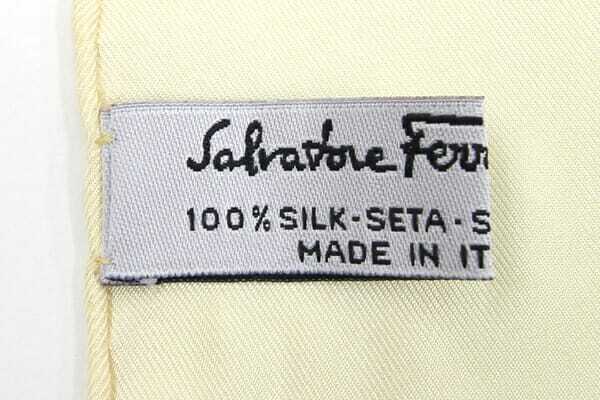 Salvatore Ferr
100% SILK-SETA-S
MADE IN IT